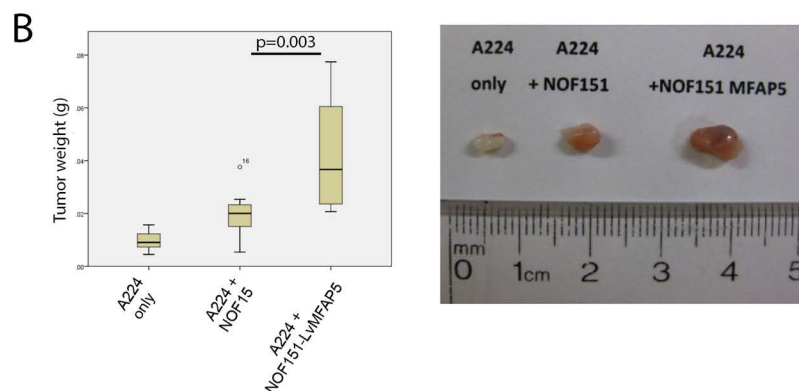 B
p=0.003
Tumor weight (g)
.08
.06
.04
.02
.00
16
A224
only
A224 +
NOF15
A224 +
NOF151-LvMFAP5
A224
only
A224
+ NOF151
A224
+NOF151 MFAP5
mm
0 1cm 2 3 4 5